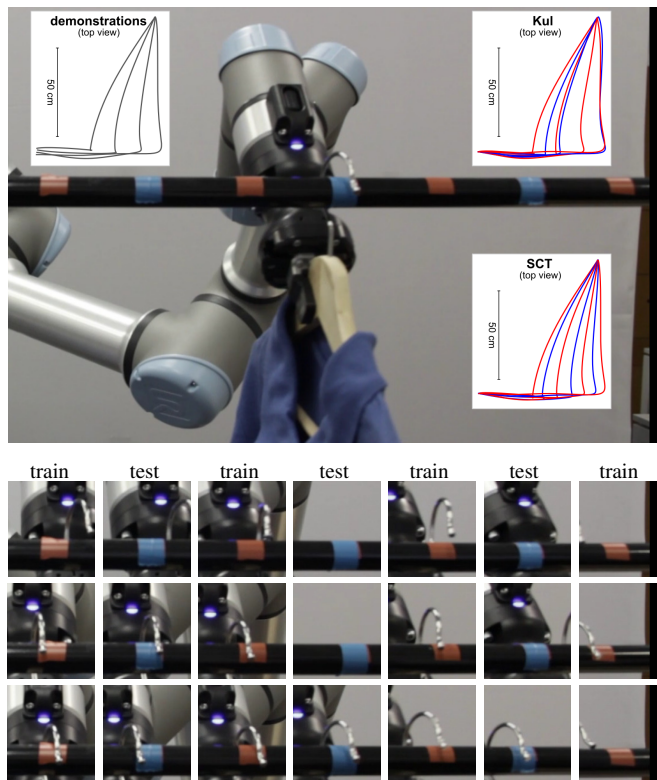 demonstrations
(top view)
50 cm
Kul
(top view)
50 cm
SCT
(top view)
50 cm
train test train test train test train